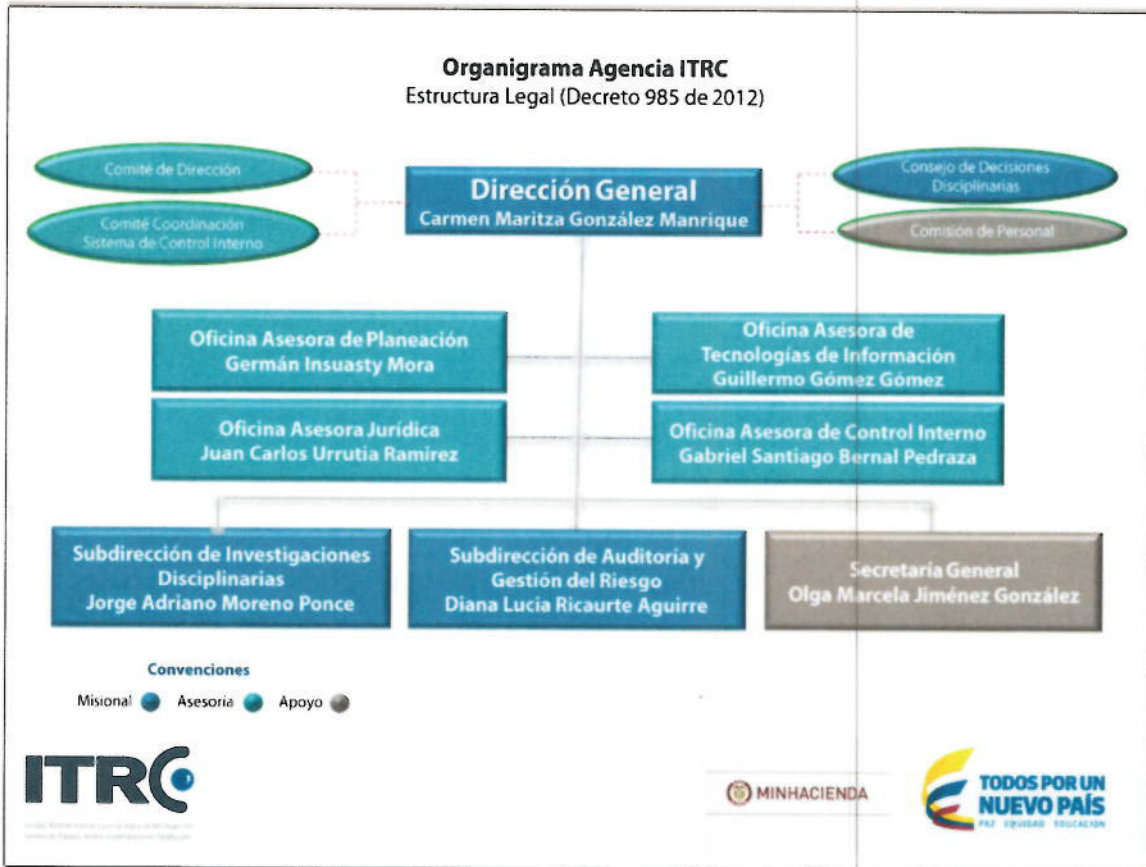 Organigrama Agencia ITRC
Estructura Legal (Decreto 985 de 2012)
Comité de Dirección
Comité Coordinación
Sistema de Control Interno
Dirección General
Carmen Maritza González Manrique
Consejo de Decisiones
Disciplinarias
Comisión de Personal
Oficina Asesora de Planeación
Germán Insuasty Mora
Oficina Asesora de
Tecnologías de Información
Guillermo Gómez Gómez
Oficina Asesora Jurídica
Juan Carlos Urrutia Ramirez
Oficina Asesora de Control Interno
Gabriel Santiago Bernal Pedraza
Subdirección de Investigaciones
Disciplinarias
Jorge Adriano Moreno Ponce
Subdirección de Auditoría y
Gestión del Riesgo
Diana Lucía Ricaurte Aguirre
Secretaría General
Olga Marcela Jiménez González
Convenciones
Misional Asesoria Apoyo
ITRC
MINHACIENDA
TODOS POR UN
NUEVO PAÍS
PAZ EQUIDAD EDUCACIÓN